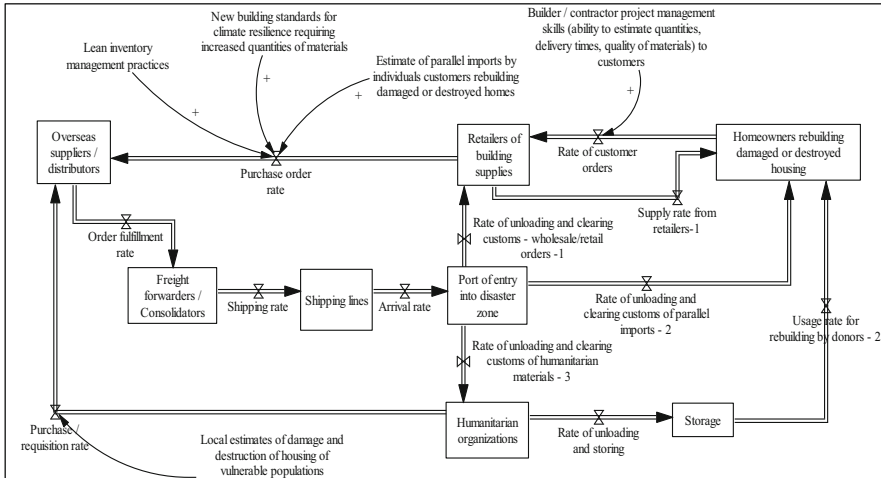 Lean inventory
management practices
New building standards for
climate resilience requiring
increased quantities of materials
Estimate of parallel imports by
individuals customers rebuilding
damaged or destroyed homes
Builder / contractor project management
skills (ability to estimate quantities,
delivery times, quality of materials) to
customers
+
+
+
+
Overseas
suppliers /
distributors
Purchase order
rate
Retailers of
building
supplies
Rate of customer
orders
Homeowners rebuilding
damaged or destroyed
housing
Supply rate from
retailers-1
Order fulfillment
rate
Rate of unloading and clearing
customs - wholesale/retail
orders -1
Freight
forwarders /
Consolidators
Shipping rate
Shipping lines
Arrival rate
Port of entry
into disaster
zone
Rate of unloading and
clearing customs of parallel
imports - 2
Usage rate for
rebuilding by donors - 2
Rate of unloading and clearing
customs of humanitarian
materials - 3
Purchase /
requisition rate
Local estimates of damage and
destruction of housing of
vulnerable populations
Humanitarian
organizations
Rate of unloading
and storing
Storage